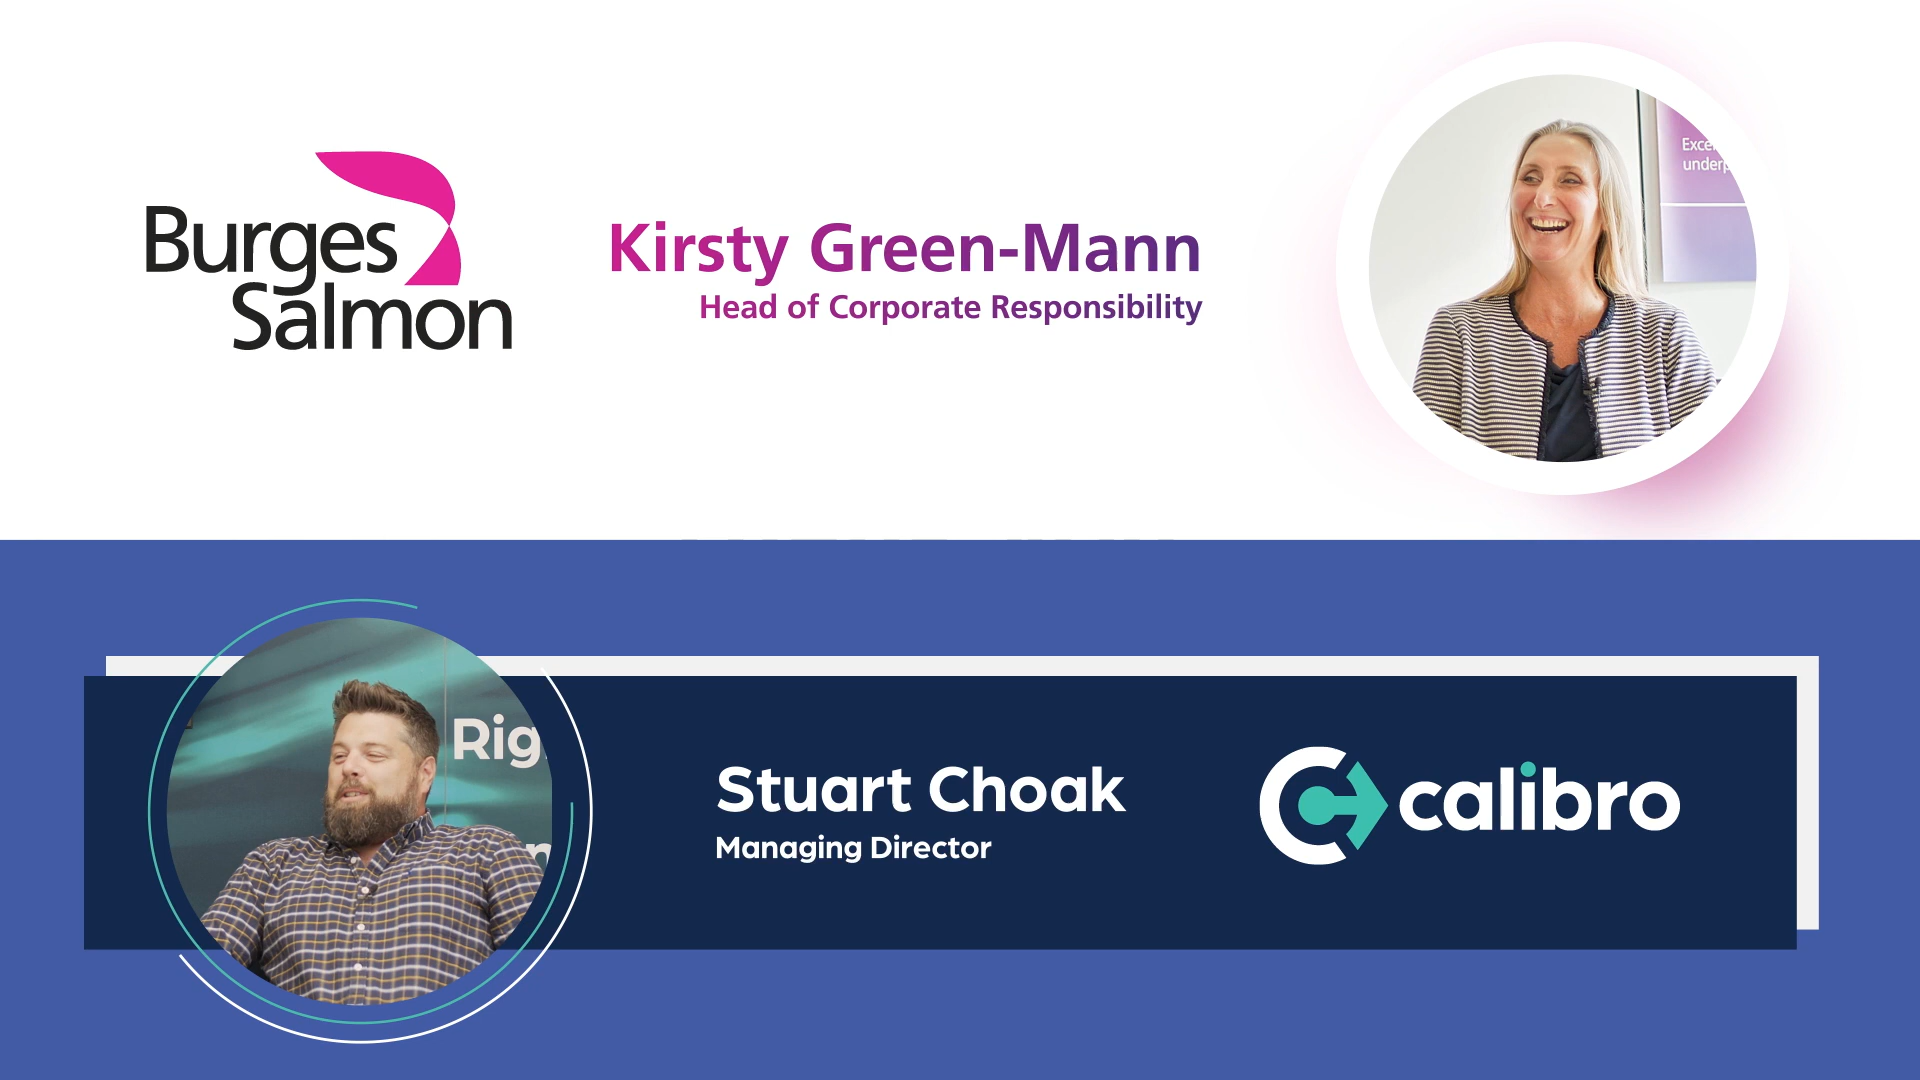 Burges
Salmon
Kirsty Green-Mann
Head of Corporate Responsibility
Stuart Choak
Managing Director
calibro
Rig